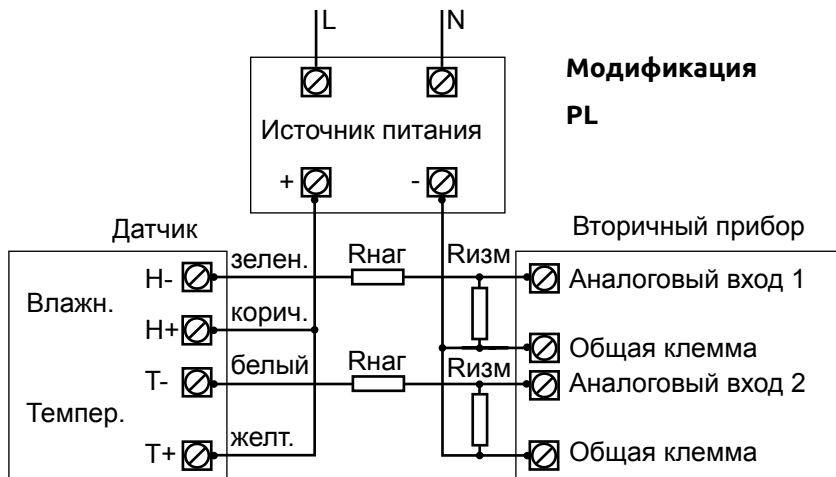 L N
Модификация
PL
Источник питания
+ -
Датчик
Вторичный прибор
H- зелен. Rнаг Rизм Аналоговый вход 1
Влажн.
H+ корич.
Общая клемма
T- белый Rнаг Rизм Аналоговый вход 2
Темпер.
T+ желт. Общая клемма